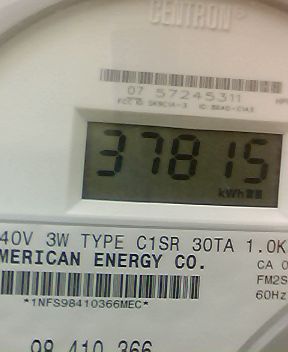 CENTRON®
07 57245311
37815
kWh
40V 3W TYPE C1SR 30TA 1.0K
MERICAN ENERGY CO.
CA 0
FM2S
60Hz
*1NFS98410366MEC*
98 410 366